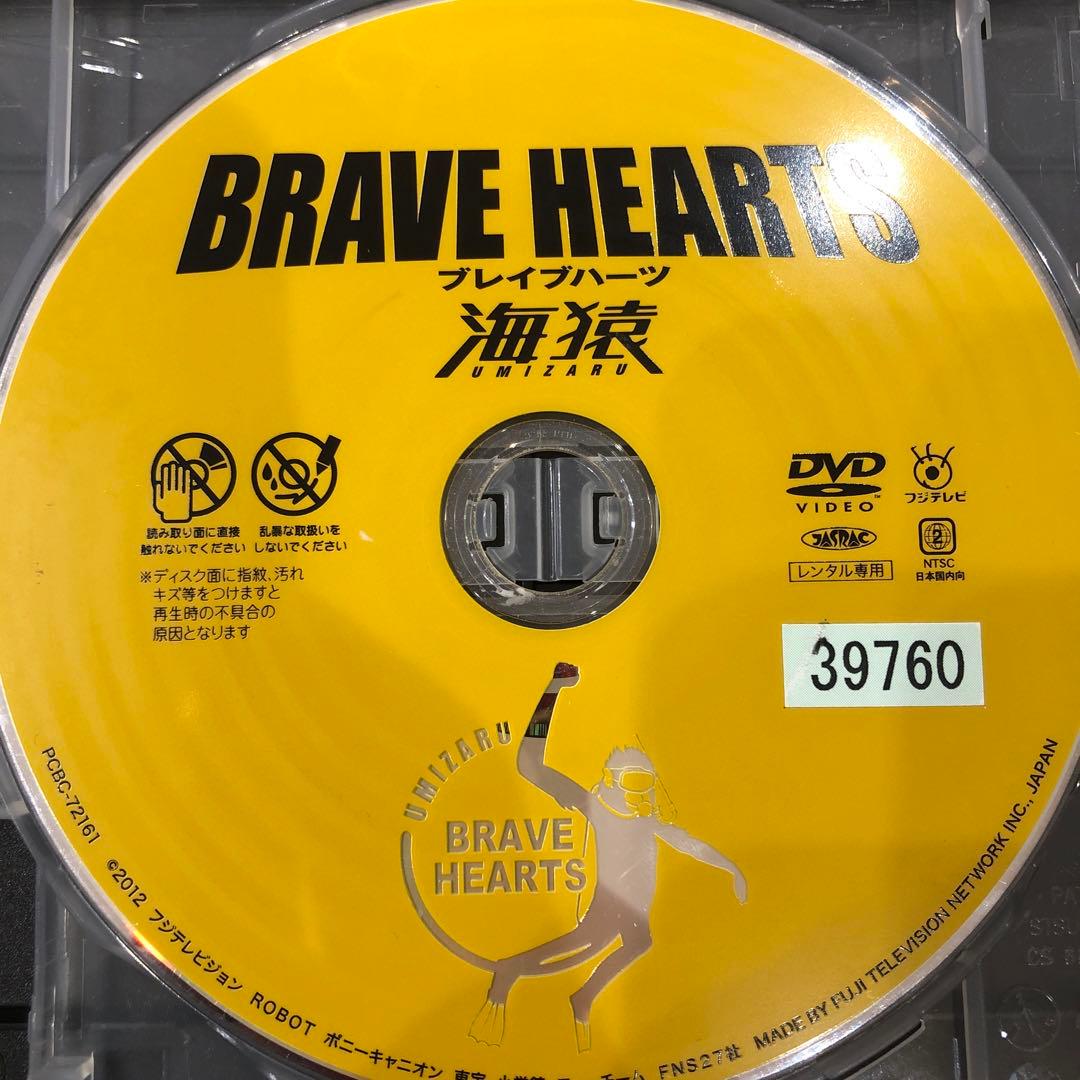 BRAVE HEARTS
ブレイブハーツ
海猿
UMIZARU
読み取り面に直接
触れないでください
乱暴な取扱いを
しないでください
※ディスク面に指紋、汚れ
キズ等をつけますと
再生時の不具合の
原因となります
DVD
VIDEO
TM
フジテレビ
JASRAC
2
NTSC
日本国内向
レンタル専用
39760
UMIZARU
BRAVE
HEARTS
PCBC-72161 ©2012 フジテレビジョン ROBOT ポニーキャニオン 東宝 小学館 チーム FNS27社 MADE BY FUJI TELEVISION NETWORK INC., JAPAN